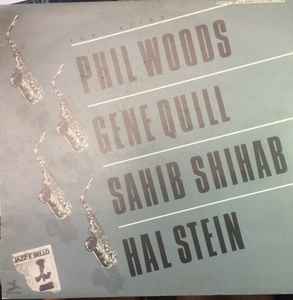 PHIL WOODS
GENE QUILL
SAHIB SHIHAB
HAL STEIN